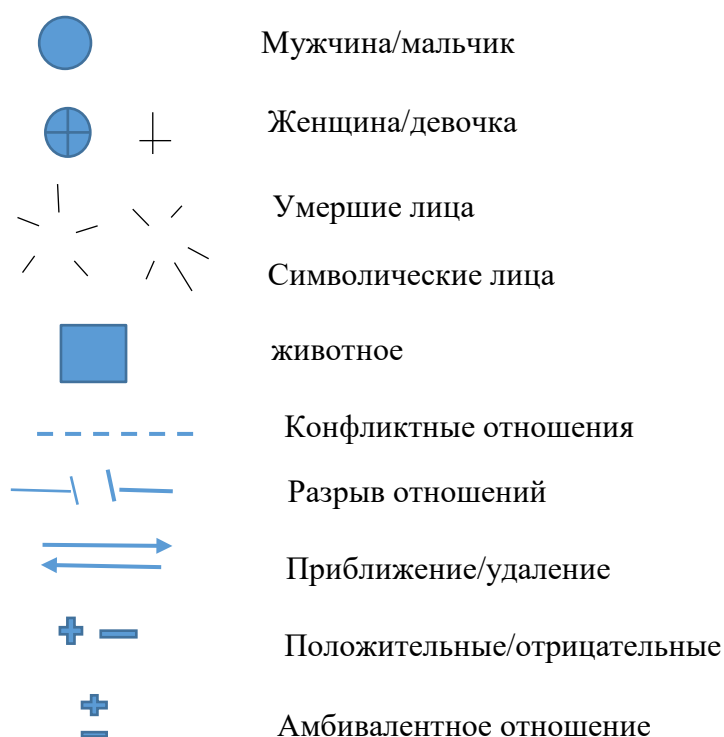 Мужчина/мальчик
Женщина/девочка
Умершие лица
Символические лица
животное
Конфликтные отношения
Разрыв отношений
Приближение/удаление
Положительные/отрицательные
Амбивалентное отношение